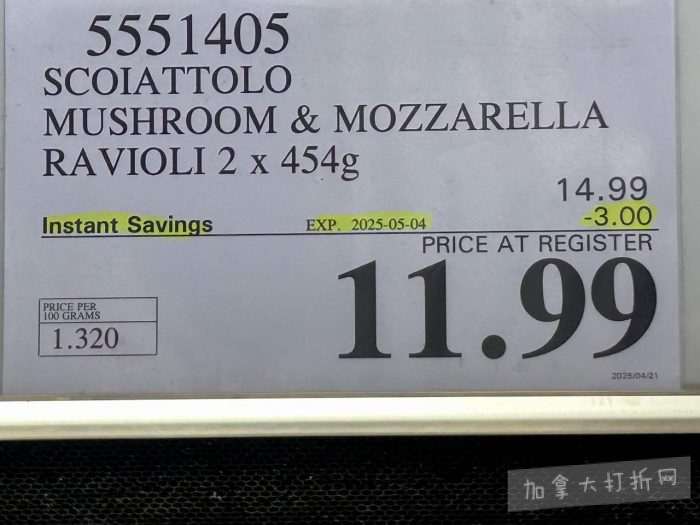 5551405
SCOIATTOLO
MUSHROOM & MOZZARELLA
RAVIOLI 2 x 454g
14.99
Instant Savings EXP. 2025-05-04 -3.00
PRICE AT REGISTER
11.99
PRICE PER
100 GRAMS
1.320
2025/04/21
加拿大打折网